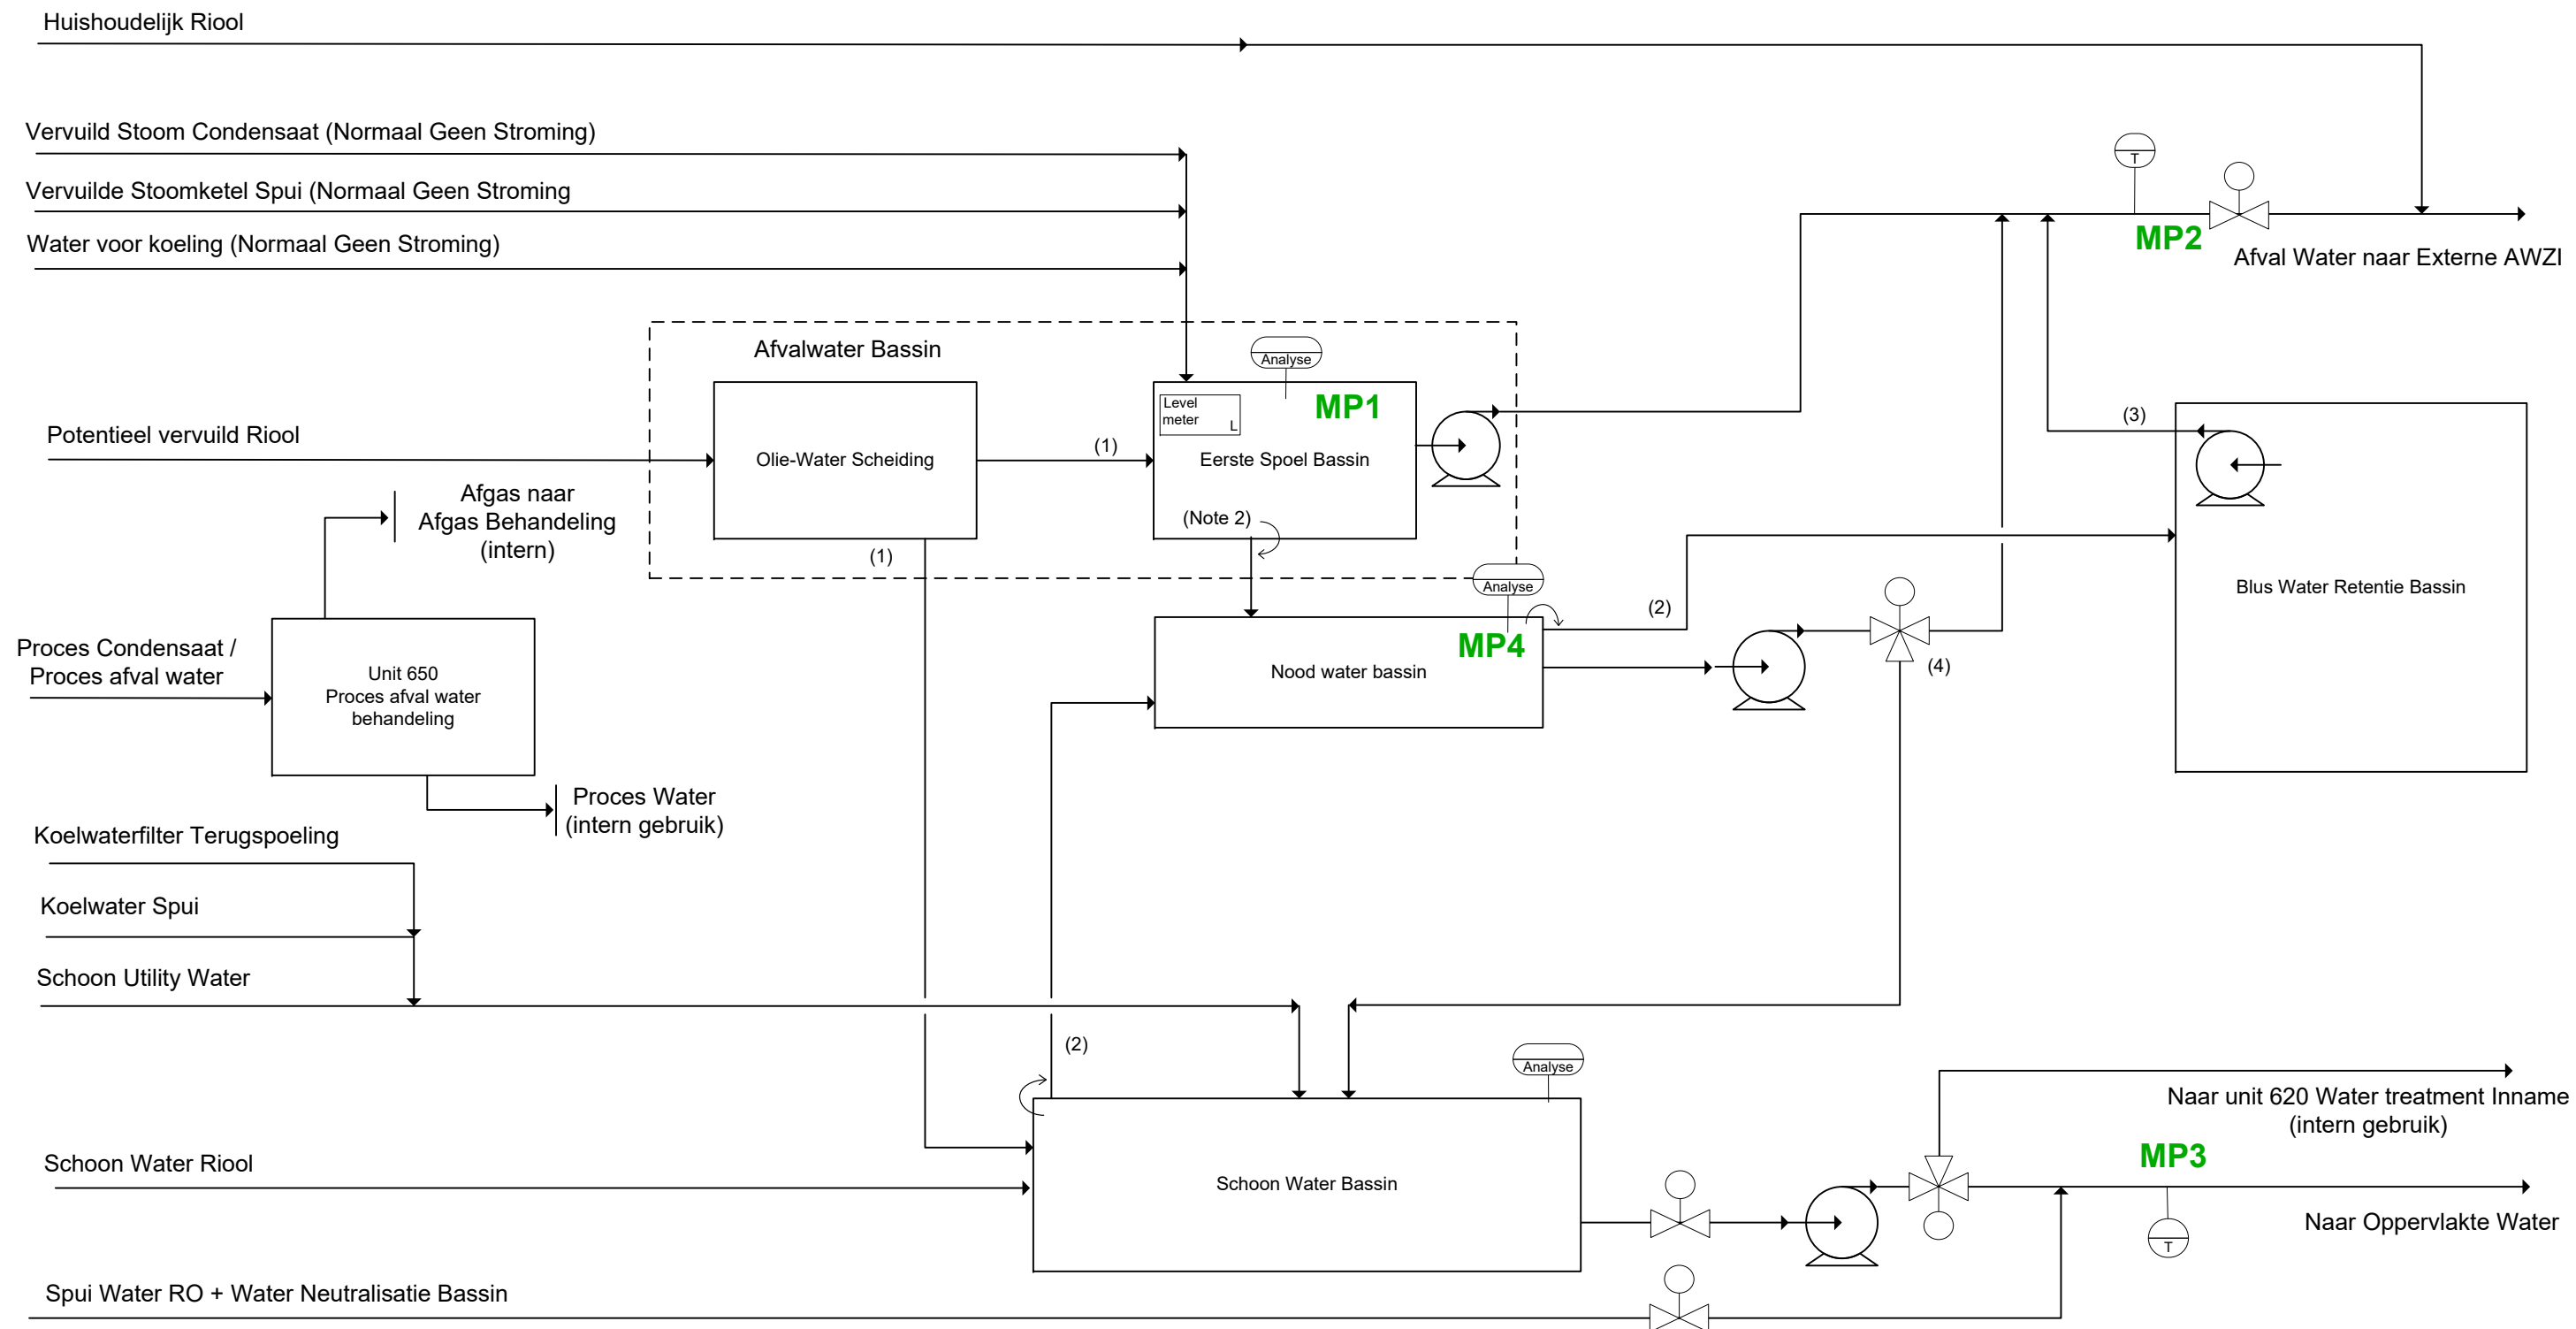 Huishoudelijk Riool
Vervuild Stoom Condensaat (Normaal Geen Stroming)
T
Vervuilde Stoomketel Spui (Normaal Geen Stroming
Water voor koeling (Normaal Geen Stroming)
MP2
Afval Water naar Externe AWZI
Afvalwater Bassin
Analyse
Level
meter
L
MP1
Potentieel vervuild Riool
Olie-Water Scheiding
(1)
Eerste Spoel Bassin
(3)
Afgas naar
Afgas Behandeling
(intern)
(Note 2)
(1)
Analyse
Blus Water Retentie Bassin
(2)
MP4
Proces Condensaat /
Proces afval water
Unit 650
Proces afval water
behandeling
Nood water bassin
(4)
Proces Water
(intern gebruik)
Koelwaterfilter Terugspoeling
Koelwater Spui
Schoon Utility Water
(2)
Analyse
Naar unit 620 Water treatment Inname
(intern gebruik)
Schoon Water Riool
Schoon Water Bassin
MP3
Naar Oppervlakte Water
T
Spui Water RO + Water Neutralisatie Bassin